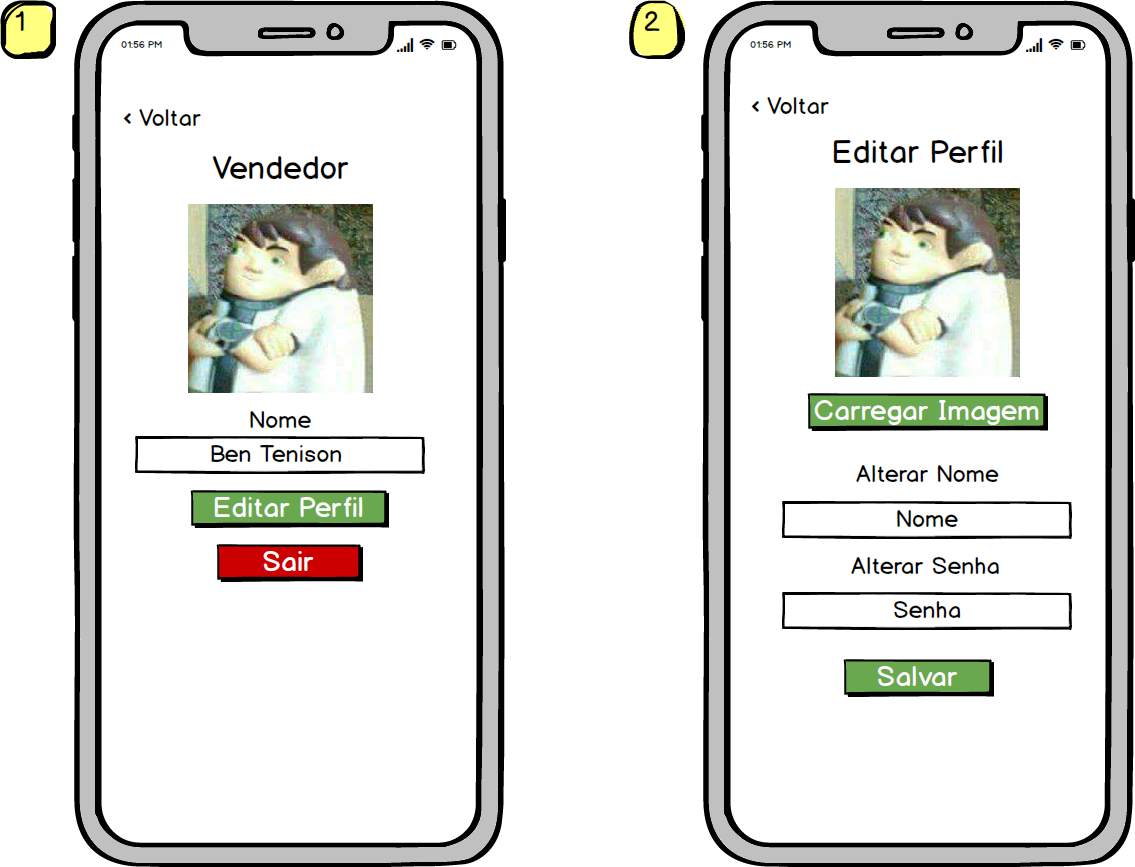 1
01:56 PM
< Voltar
Vendedor
Nome
Ben Tenison
Editar Perfil
Sair
2
01:56 PM
< Voltar
Editar Perfil
Carregar Imagem
Alterar Nome
Nome
Alterar Senha
Senha
Salvar